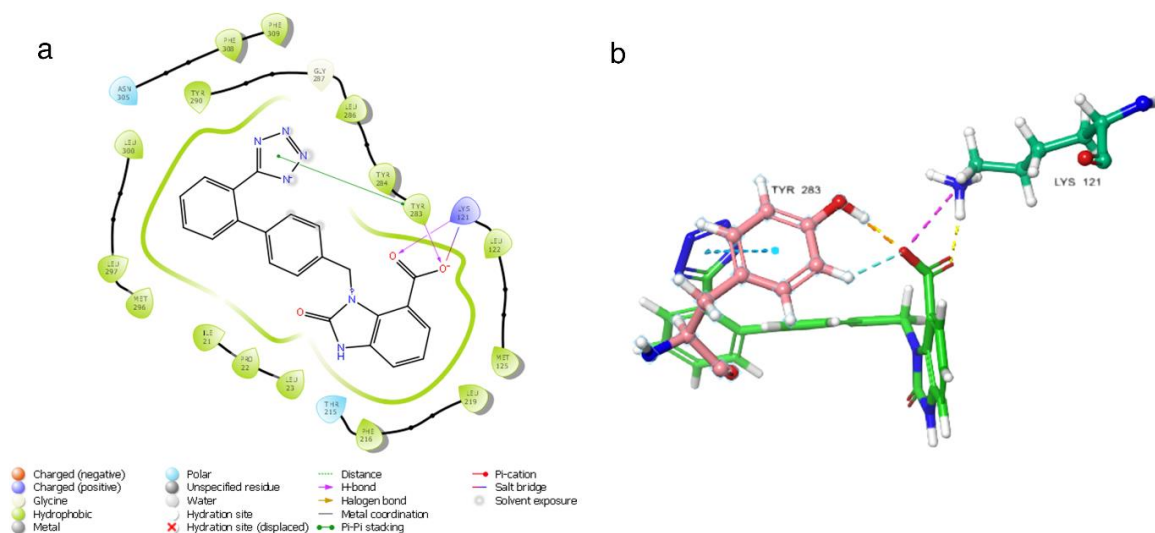 a
PHE 309
PHE 308
GLY 287
ASN 305
TYR 290
LEU 286
LEU 300
TYR 284
TYR 283
LYS 121
LEU 122
LEU 297
MET 296
ILE 21
PRO 22
LEU 23
MET 125
THR 215
PHE 216
LEU 219
N
N
N
N-
O
O-
N
O
NH
b
TYR 283
LYS 121
Charged (negative)
Charged (positive)
Glycine
Hydrophobic
Metal
Polar
Unspecified residue
Water
Hydration site
Hydration site (displaced)
Distance
H-bond
Halogen bond
Metal coordination
Pi-Pi stacking
Pi-cation
Salt bridge
Solvent exposure